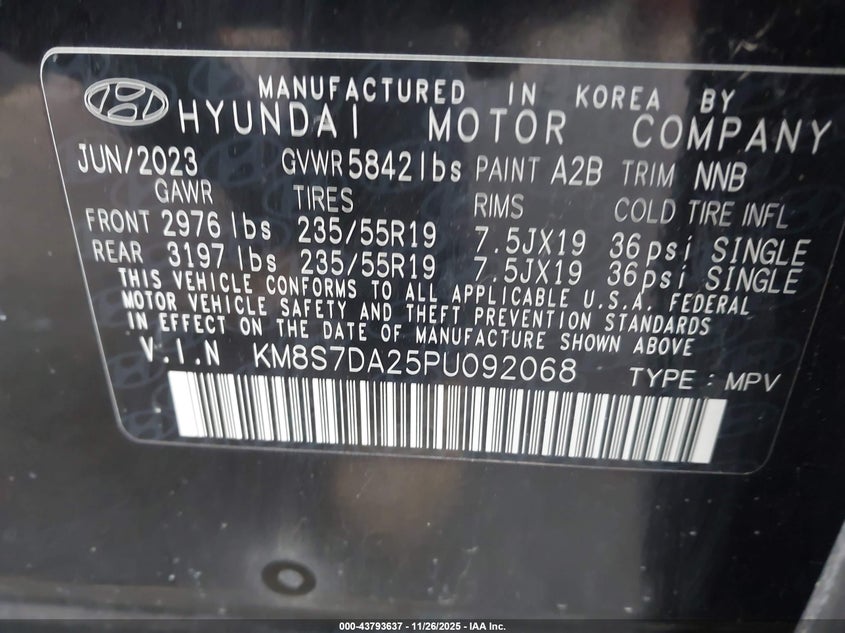 MANUFACTURED IN KOREA BY
HYUNDAI MOTOR COMPANY
JUN/2023 GVWR 5842 lbs PAINT A2B TRIM NNB
GAWR TIRES RIMS COLD TIRE INFL
FRONT 2976 lbs 235/55R19 7.5JX19 36psi SINGLE
REAR 3197 lbs 235/55R19 7.5JX19 36psi SINGLE
THIS VEHICLE CONFORMS TO ALL APPLICABLE U.S.A. FEDERAL
MOTOR VEHICLE SAFETY AND THEFT PREVENTION STANDARDS
IN EFFECT ON THE DATE OF MANUFACTURE SHOWN ABOVE
V.I.N KM8S7DA25PU092068 TYPE : MPV
000-43793637 - 11/26/2025 - IAA Inc.